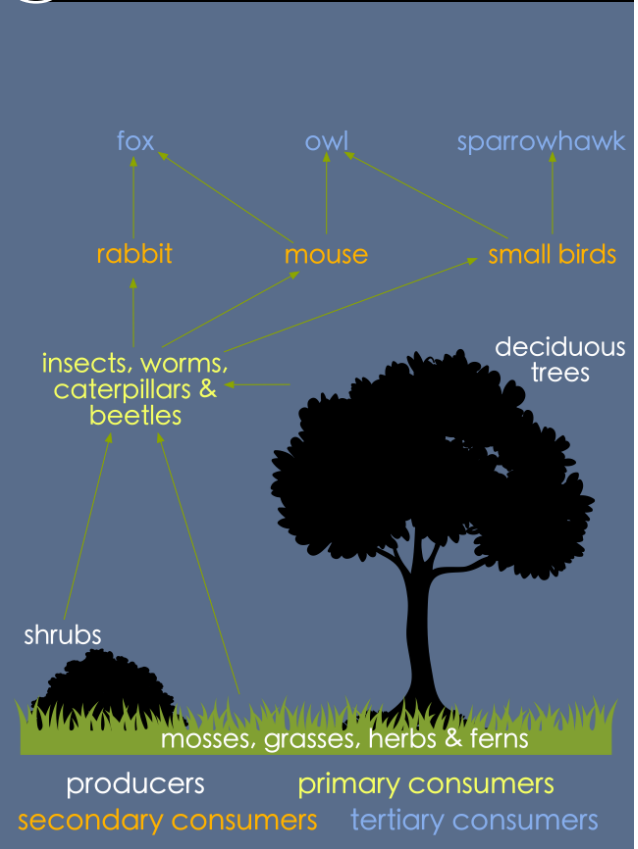 fox
owl
sparrowhawk
rabbit
mouse
small birds
insects, worms,
caterpillars &
beetles
deciduous
trees
shrubs
mosses, grasses, herbs & ferns
producers
primary consumers
secondary consumers
tertiary consumers